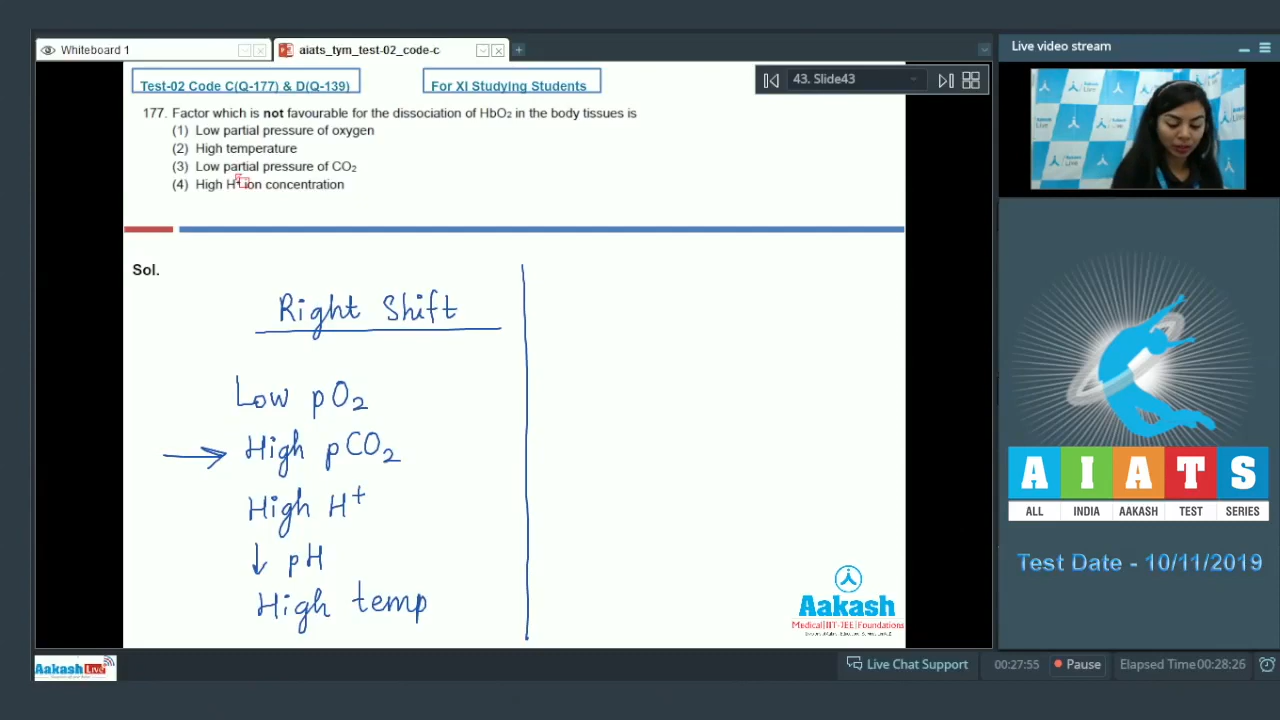 Whiteboard 1
aiats_tym_test-02_code-c
Live video stream
Test-02 Code C(Q-177) & D(Q-139)
For XI Studying Students
43. Slide43
177. Factor which is not favourable for the dissociation of HbO2 in the body tissues is
(1) Low partial pressure of oxygen
(2) High temperature
(3) Low partial pressure of CO2
(4) High H+ ion concentration
Sol.
Right Shift
Low pO2
→ High pCO2
High H+
↓ pH
High temp
Aakash
Medical|IIT-JEE|Foundations
A I A T S
ALL INDIA AAKASH TEST SERIES
Test Date - 10/11/2019
Aakash Live
Live Chat Support
00:27:55
Pause
Elapsed Time 00:28:26